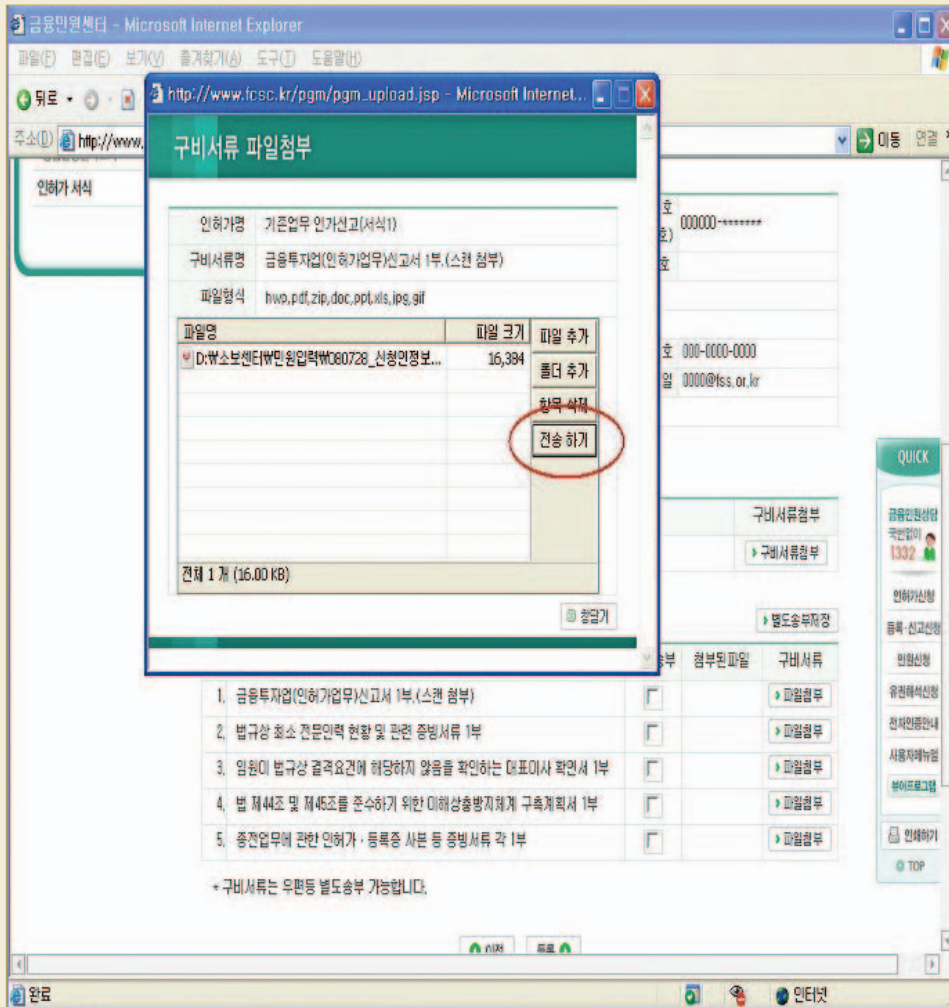 금융민원센터 - Microsoft Internet Explorer
파일(F) 편집(E) 보기(V) 즐겨찾기(A) 도구(T) 도움말(H)
뒤로
주소(D) http://www.
이동 연결
인허가 서식
http://www.fcsc.kr/pgm/pgm_upload.jsp - Microsoft Internet...
구비서류 파일첨부
인허가명 기존업무 인가신고(서식1)
구비서류명 금융투자업(인허가업무)신고서 1부.(스캔 첨부)
파일형식 hwp,pdf,zip,doc,ppt,xls,jpg,gif
파일명 파일 크기
D:₩소보센터₩민원입력₩080728_신청인정보... 16,384
파일 추가
폴더 추가
항목 삭제
전송 하기
전체 1 개 (16.00 KB)
창닫기
호 000000-*******
호)
호
호 000-0000-0000
일 0000@fss.or.kr
구비서류첨부
구비서류첨부
별도송부저장
송부 첨부된파일 구비서류
1. 금융투자업(인허가업무)신고서 1부.(스캔 첨부) 파일첨부
2. 법규상 최소 전문인력 현황 및 관련 증빙서류 1부 파일첨부
3. 임원이 법규상 결격요건에 해당하지 않음을 확인하는 대표이사 확인서 1부 파일첨부
4. 법 제44조 및 제45조를 준수하기 위한 이해상충방지체계 구축계획서 1부 파일첨부
5. 종전업무에 관한 인허가·등록증 사본 등 증빙서류 각 1부 파일첨부
* 구비서류는 우편등 별도송부 가능합니다.
이전 등록
QUICK
금융민원상담
국번없이
1332
인허가신청
등록·신고신청
민원신청
유권해석신청
전자인증안내
사용자메뉴얼
뷰어프로그램
인쇄하기
TOP
완료
인터넷